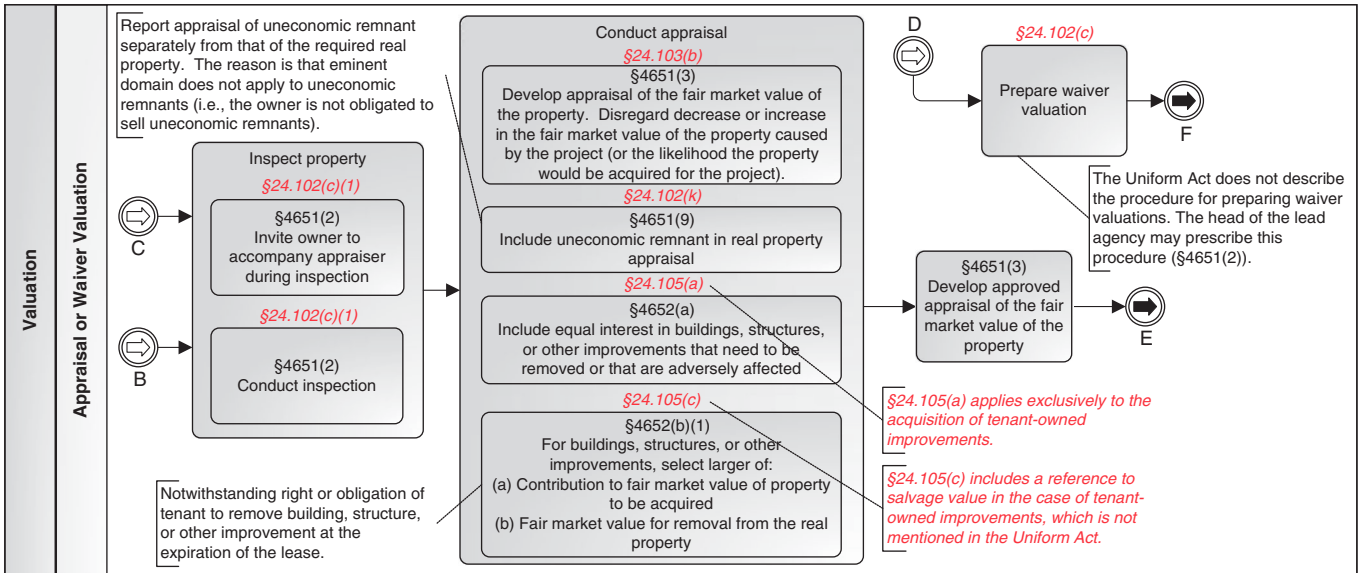 Valuation
Appraisal or Waiver Valuation
Report appraisal of uneconomic remnant
separately from that of the required real
property.  The reason is that eminent
domain does not apply to uneconomic
remnants (i.e., the owner is not obligated to
sell uneconomic remnants).
Inspect property
§24.102(c)(1)
§4651(2)
Invite owner to
accompany appraiser
during inspection
§24.102(c)(1)
§4651(2)
Conduct inspection
C
B
Notwithstanding right or obligation of
tenant to remove building, structure,
or other improvement at the
expiration of the lease.
Conduct appraisal
§24.103(b)
§4651(3)
Develop appraisal of the fair market value of
the property.  Disregard decrease or increase
in the fair market value of the property caused
by the project (or the likelihood the property
would be acquired for the project).
§24.102(k)
§4651(9)
Include uneconomic remnant in real property
appraisal
§24.105(a)
§4652(a)
Include equal interest in buildings, structures,
or other improvements that need to be
removed or that are adversely affected
§24.105(c)
§4652(b)(1)
For buildings, structures, or other
improvements, select larger of:
(a) Contribution to fair market value of property
to be acquired
(b) Fair market value for removal from the real
property
D
§24.102(c)
Prepare waiver
valuation
F
The Uniform Act does not describe
the procedure for preparing waiver
valuations. The head of the lead
agency may prescribe this
procedure (§4651(2)).
§4651(3)
Develop approved
appraisal of the fair
market value of the
property
E
§24.105(a) applies exclusively to the
acquisition of tenant-owned
improvements.
§24.105(c) includes a reference to
salvage value in the case of tenant-
owned improvements, which is not
mentioned in the Uniform Act.